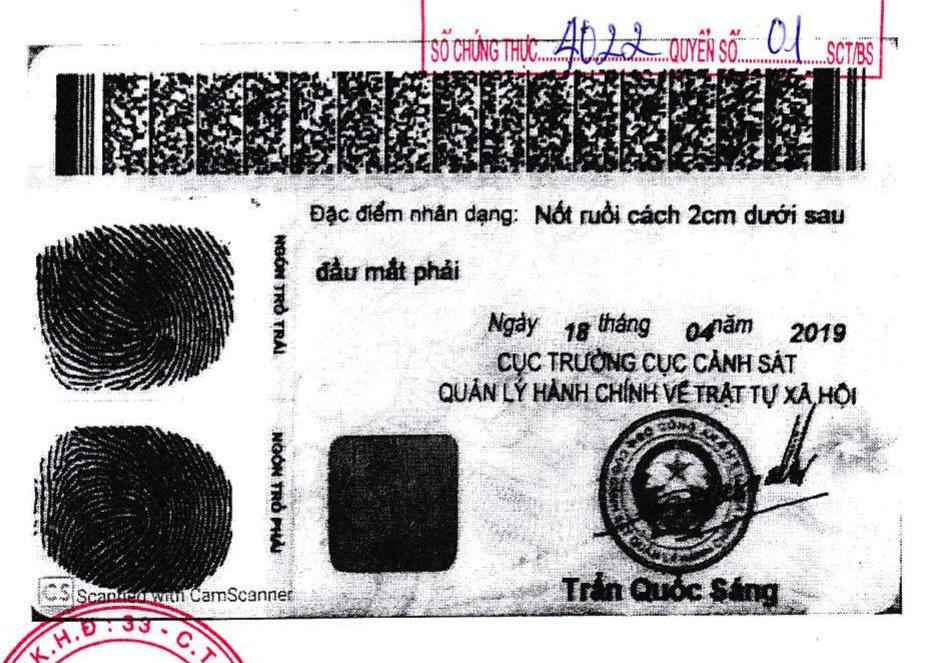 SỐ CHỨNG THỰC 4022 QUYỂN SỐ 01 SCT/BS
Đặc điểm nhân dạng: Nốt ruồi cách 2cm dưới sau
đầu mắt phải
NGÓN TRỎ TRÁI
Ngày 18 tháng 04 năm 2019
CỤC TRƯỞNG CỤC CẢNH SÁT
QUẢN LÝ HÀNH CHÍNH VỀ TRẬT TỰ XÃ HỘI
NGÓN TRỎ PHẢI
Trần Quốc Sáng
CS Scanned with CamScanner
K.H.Đ: 33 - C.T